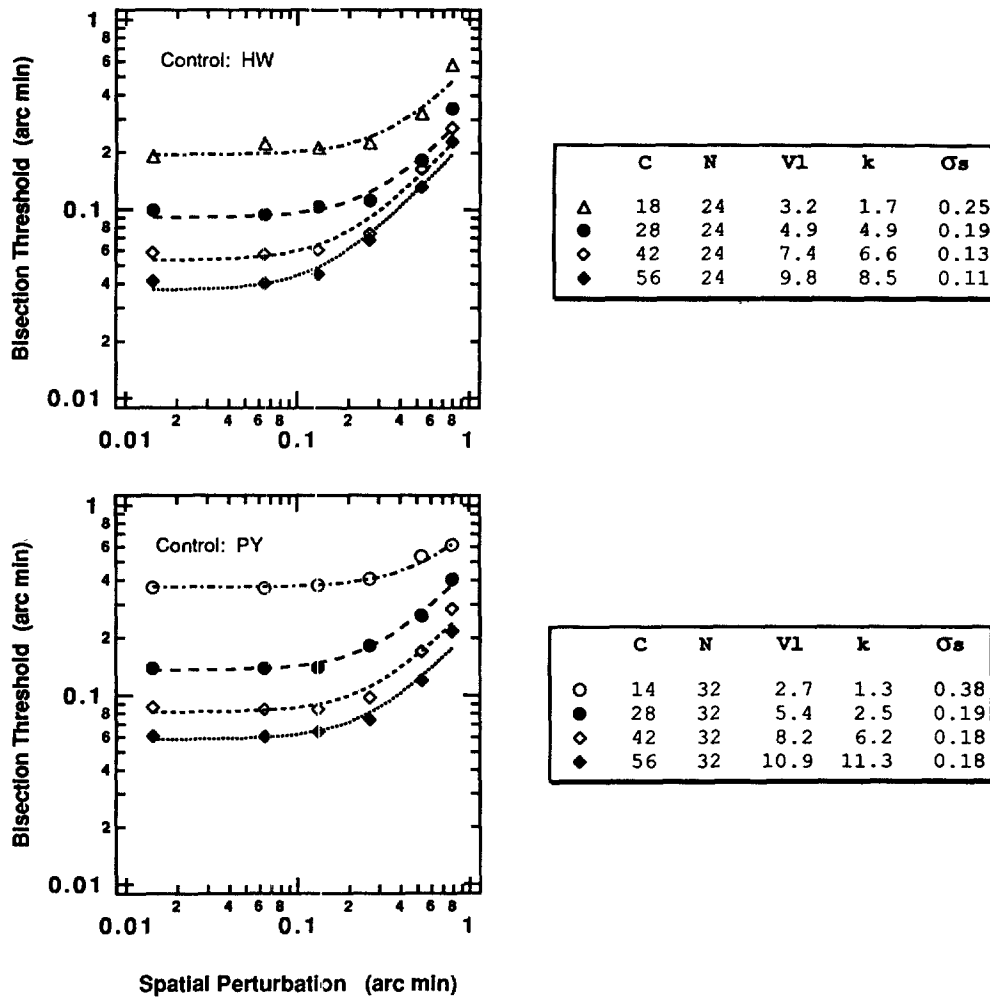 1
8
6
4
2
0.1
8
6
4
2
0.01
Control: HW
0.01
2
4
6
8
0.1
2
4
6
8
1
Bisection Threshold (arc min)
C N Vl k σs
△ 18 24 3.2 1.7 0.25
● 28 24 4.9 4.9 0.19
◇ 42 24 7.4 6.6 0.13
◆ 56 24 9.8 8.5 0.11
1
8
6
4
2
0.1
8
6
4
2
0.01
Control: PY
0.01
2
4
6
8
0.1
2
4
6
8
1
Bisection Threshold (arc min)
Spatial Perturbation (arc min)
C N Vl k σs
○ 14 32 2.7 1.3 0.38
● 28 32 5.4 2.5 0.19
◇ 42 32 8.2 6.2 0.18
◆ 56 32 10.9 11.3 0.18